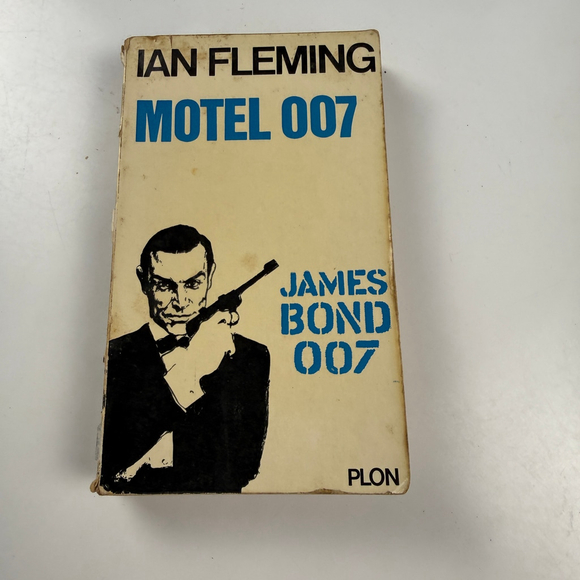 IAN FLEMING
MOTEL 007
JAMES
BOND
007
PLON